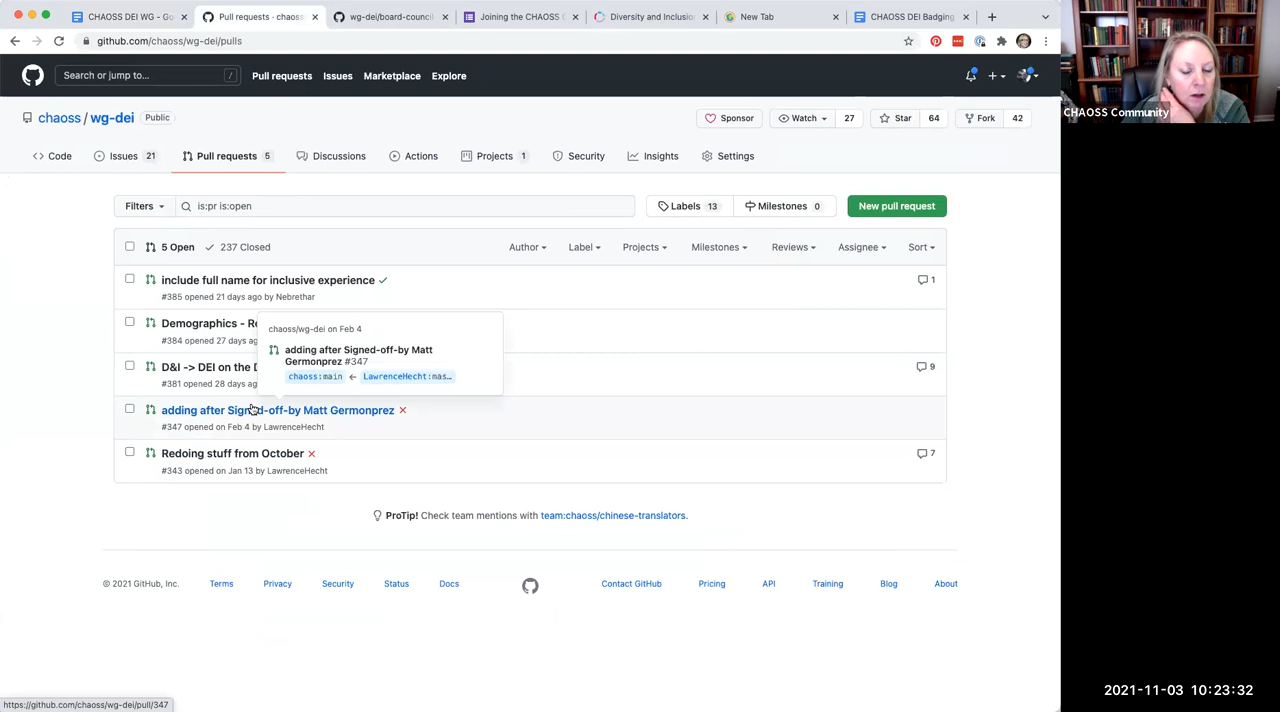 CHAOSS DEI WG - Go
Pull requests · chaoss
wg-dei/board-council
Joining the CHAOSS C
Diversity and Inclusio
New Tab
CHAOSS DEI Badging
github.com/chaoss/wg-dei/pulls
Search or jump to...
/
Pull requests
Issues
Marketplace
Explore
CHAOSS Community
chaoss / wg-dei
Public
Sponsor
Watch
27
Star
64
Fork
42
Code
Issues 21
Pull requests 5
Discussions
Actions
Projects 1
Security
Insights
Settings
Filters
is:pr is:open
Labels 13
Milestones 0
New pull request
5 Open
237 Closed
Author
Label
Projects
Milestones
Reviews
Assignee
Sort
include full name for inclusive experience
1
#385 opened 21 days ago by Nebrethar
Demographics - Re
#384 opened 27 days ag
chaoss/wg-dei on Feb 4
adding after Signed-off-by Matt
Germonprez #347
chaoss:main ← LawrenceHecht:mas…
D&I -> DEI on the D
9
#381 opened 28 days ag
adding after Signed-off-by Matt Germonprez
#347 opened on Feb 4 by LawrenceHecht
Redoing stuff from October
7
#343 opened on Jan 13 by LawrenceHecht
ProTip! Check team mentions with team:chaoss/chinese-translators.
© 2021 GitHub, Inc.
Terms
Privacy
Security
Status
Docs
Contact GitHub
Pricing
API
Training
Blog
About
https://github.com/chaoss/wg-dei/pull/347
2021-11-03 10:23:32